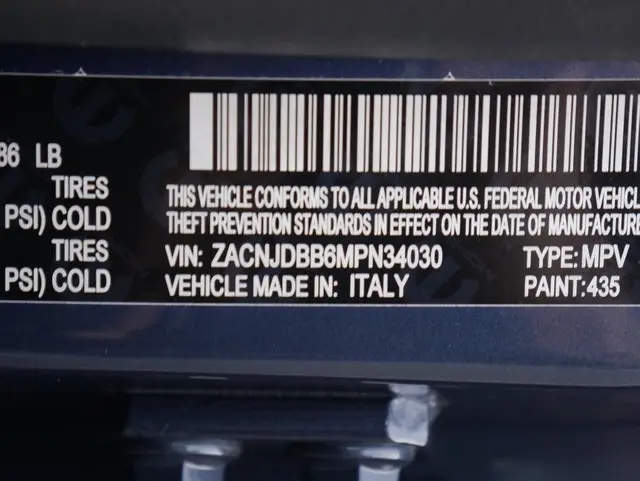 86 LB
TIRES
PSI) COLD
TIRES
PSI) COLD
THIS VEHICLE CONFORMS TO ALL APPLICABLE U.S. FEDERAL MOTOR VEHICL
THEFT PREVENTION STANDARDS IN EFFECT ON THE DATE OF MANUFACTURE
VIN: ZACNJDBB6MPN34030 TYPE: MPV
VEHICLE MADE IN: ITALY PAINT: 435